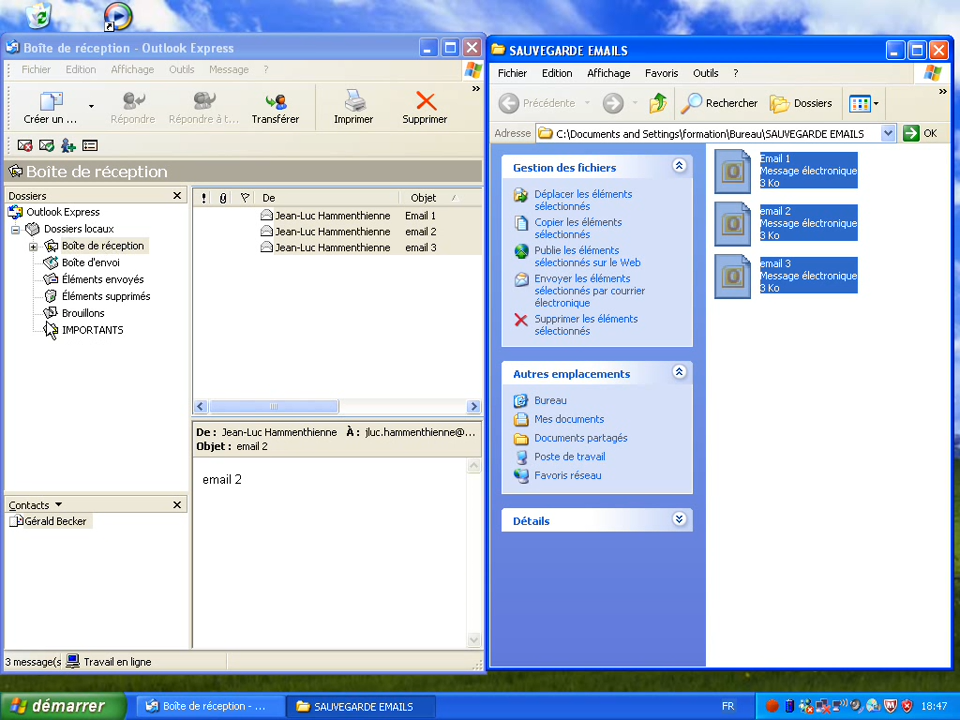 Boîte de réception - Outlook Express
Fichier Edition Affichage Outils Message ?
Créer un ... Répondre Répondre à t... Transférer Imprimer Supprimer
Boîte de réception
Dossiers
Outlook Express
Dossiers locaux
Boîte de réception
Boîte d'envoi
Éléments envoyés
Éléments supprimés
Brouillons
IMPORTANTS
Contacts
Gérald Becker
! De Objet
Jean-Luc Hammenthienne Email 1
Jean-Luc Hammenthienne email 2
Jean-Luc Hammenthienne email 3
De : Jean-Luc Hammenthienne À : jluc.hammenthienne@...
Objet : email 2
email 2
3 message(s Travail en ligne
SAUVEGARDE EMAILS
Fichier Edition Affichage Favoris Outils ?
Précédente Rechercher Dossiers
Adresse C:\Documents and Settings\formation\Bureau\SAUVEGARDE EMAILS OK
Gestion des fichiers
Déplacer les éléments
sélectionnés
Copier les éléments
sélectionnés
Publie les éléments
sélectionnés sur le Web
Envoyer les éléments
sélectionnés par courrier
électronique
Supprimer les éléments
sélectionnés
Autres emplacements
Bureau
Mes documents
Documents partagés
Poste de travail
Favoris réseau
Détails
Email 1
Message électronique
3 Ko
email 2
Message électronique
3 Ko
email 3
Message électronique
3 Ko
démarrer Boîte de réception - ... SAUVEGARDE EMAILS FR 18:47